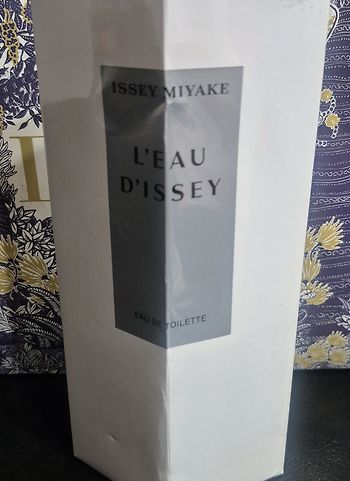 ISSEY MIYAKE
L'EAU
D'ISSEY
EAU DE TOILETTE